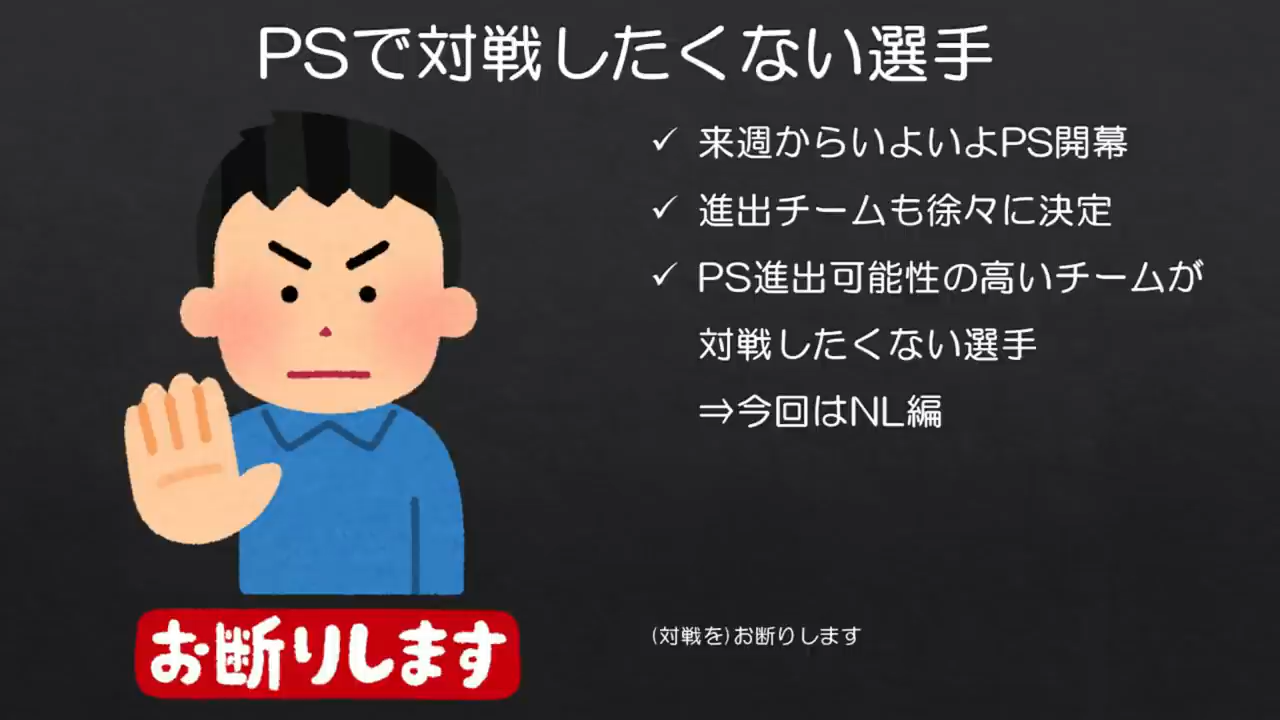 PSで対戦したくない選手
✓ 来週からいよいよPS開幕
✓ 進出チームも徐々に決定
✓ PS進出可能性の高いチームが
対戦したくない選手
⇒今回はNL編
お断りします
(対戦を)お断りします